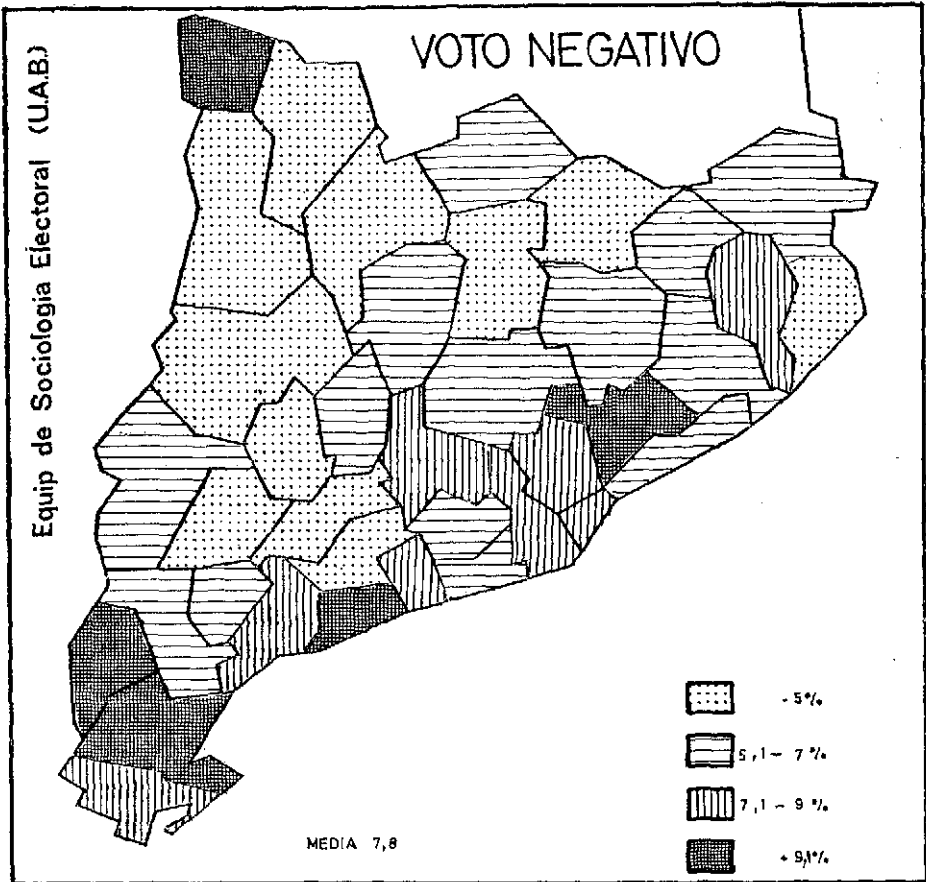 VOTO NEGATIVO
Equip de Sociologia Electoral (U.A.B.)
- 5%
5,1 - 7 %
7,1 - 9 %
+ 9,1%
MEDIA 7,8